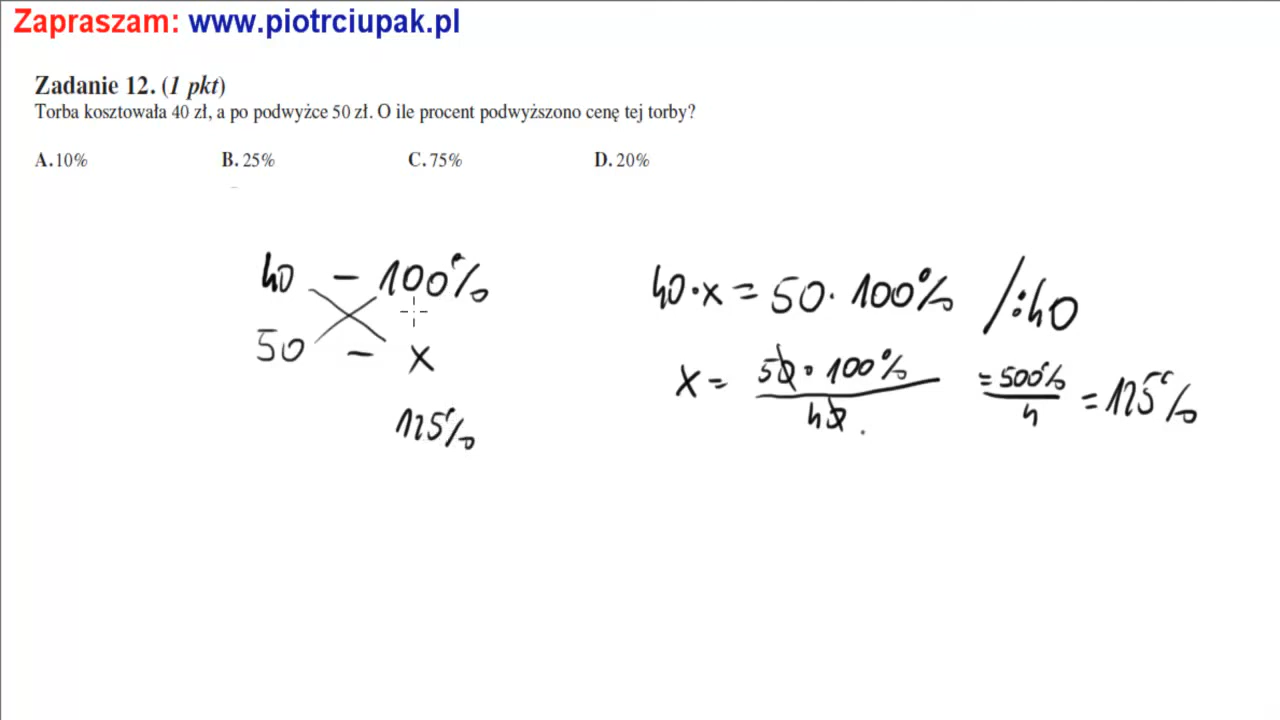 Zapraszam: www.piotrciupak.pl
Zadanie 12. (1 pkt)
Torba kosztowała 40 zł, a po podwyżce 50 zł. O ile procent podwyższono cenę tej torby?
A. 10% B. 25% C. 75% D. 20%
40 - 100%
50 - x
125%
40 · x = 50 · 100% /:40
x = 50 · 100% / 40 = 500% / 4 = 125%